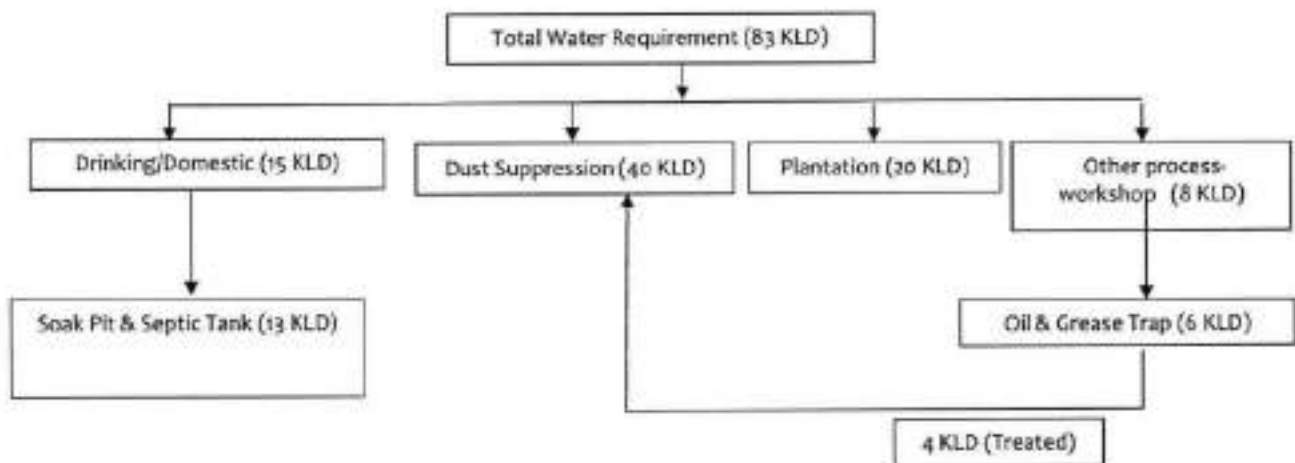 Total Water Requirement (83 KLD)
Drinking/Domestic (15 KLD)
Dust Suppression (40 KLD)
Plantation (20 KLD)
Other process-
workshop (8 KLD)
Soak Pit & Septic Tank (13 KLD)
Oil & Grease Trap (6 KLD)
4 KLD (Treated)